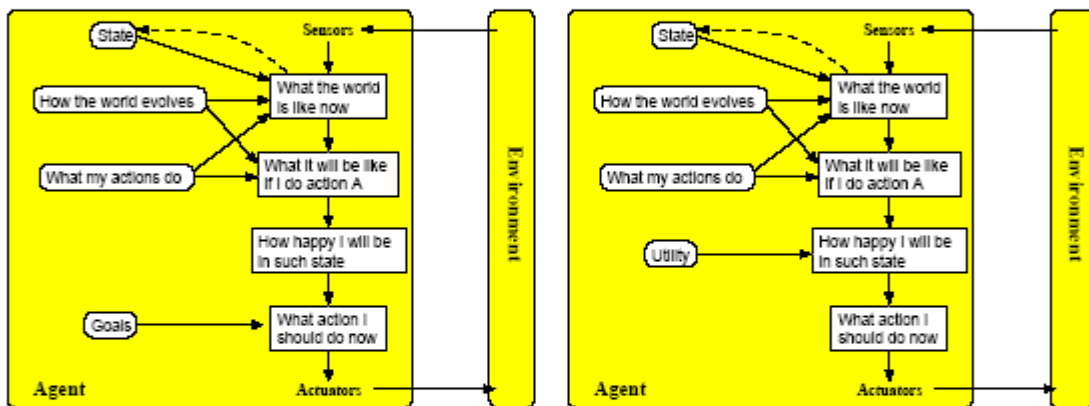 State
Sensors
What the world
is like now
How the world evolves
What it will be like
if I do action A
What my actions do
How happy I will be
in such state
Goals
What action I
should do now
Agent
Actuators
Environment
State
Sensors
What the world
is like now
How the world evolves
What it will be like
if I do action A
What my actions do
How happy I will be
in such state
Utility
What action I
should do now
Agent
Actuators
Environment